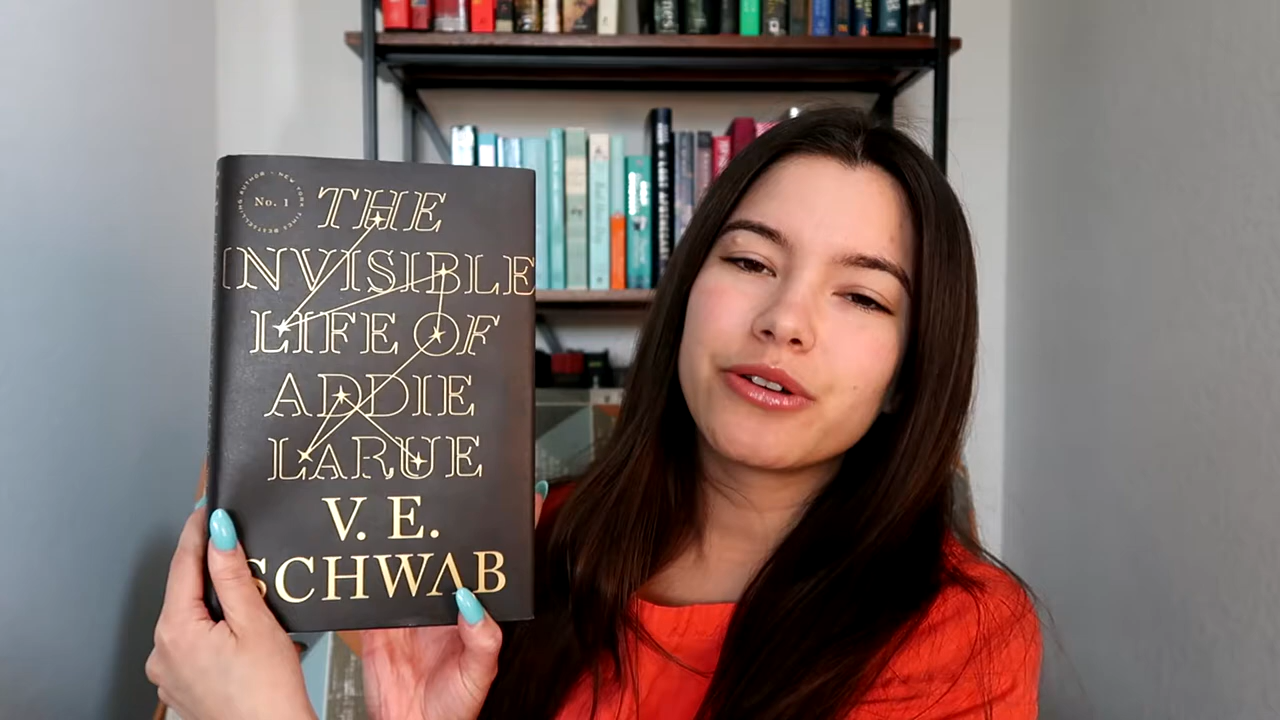 No. 1
NEW YORK TIMES BESTSELLING AUTHOR
THE
INVISIBLE
LIFE OF
ADDIE
LARUE
V. E.
SCHWAB